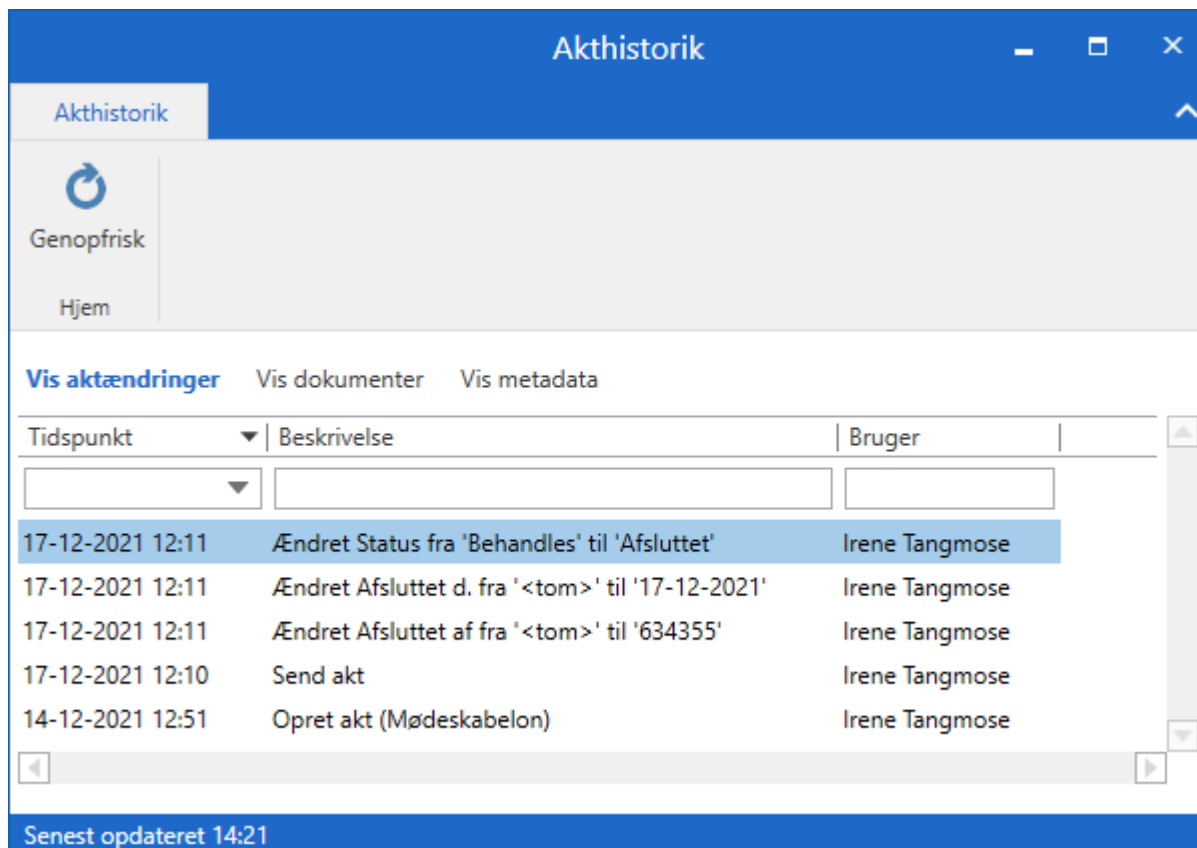 Akthistorik
Akthistorik
Genopfrisk
Hjem
Vis aktændringer Vis dokumenter Vis metadata
Tidspunkt Beskrivelse Bruger
17-12-2021 12:11 Ændret Status fra 'Behandles' til 'Afsluttet' Irene Tangmose
17-12-2021 12:11 Ændret Afsluttet d. fra '<tom>' til '17-12-2021' Irene Tangmose
17-12-2021 12:11 Ændret Afsluttet af fra '<tom>' til '634355' Irene Tangmose
17-12-2021 12:10 Send akt Irene Tangmose
14-12-2021 12:51 Opret akt (Mødeskabelon) Irene Tangmose
Senest opdateret 14:21